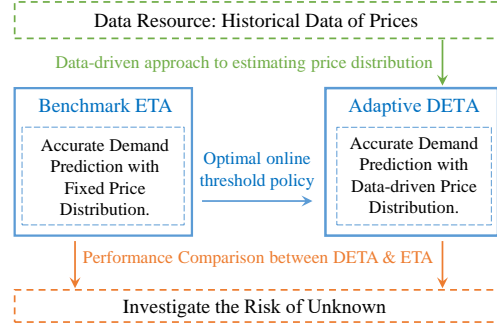 Data Resource: Historical Data of Prices
Data-driven approach to estimating price distribution
Benchmark ETA
Accurate Demand
Prediction with
Fixed Price
Distribution.
Optimal online
threshold policy
Adaptive DETA
Accurate Demand
Prediction with
Data-driven Price
Distribution.
Performance Comparison between DETA & ETA
Investigate the Risk of Unknown